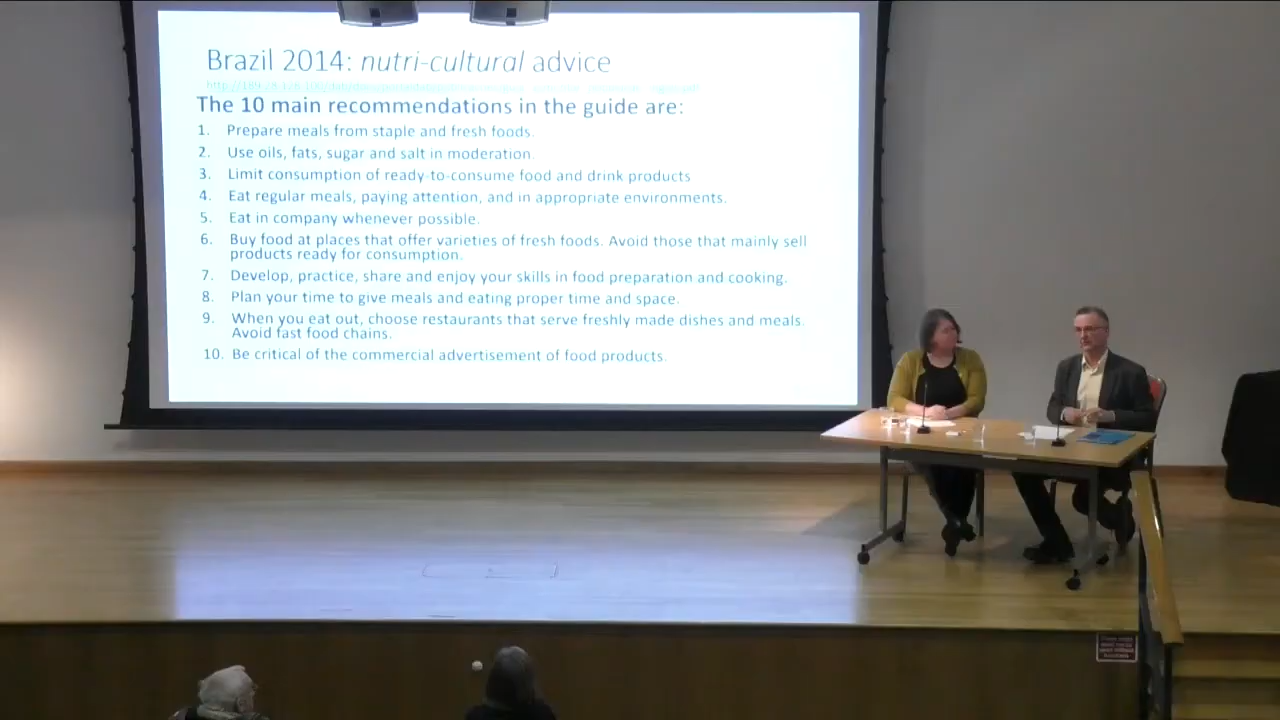 Brazil 2014: nutri-cultural advice
The 10 main recommendations in the guide are:
1. Prepare meals from staple and fresh foods.
2. Use oils, fats, sugar and salt in moderation.
3. Limit consumption of ready-to-consume food and drink products
4. Eat regular meals, paying attention, and in appropriate environments.
5. Eat in company whenever possible.
6. Buy food at places that offer varieties of fresh foods. Avoid those that mainly sell
products ready for consumption.
7. Develop, practice, share and enjoy your skills in food preparation and cooking.
8. Plan your time to give meals and eating proper time and space.
9. When you eat out, choose restaurants that serve freshly made dishes and meals.
Avoid fast food chains.
10. Be critical of the commercial advertisement of food products.